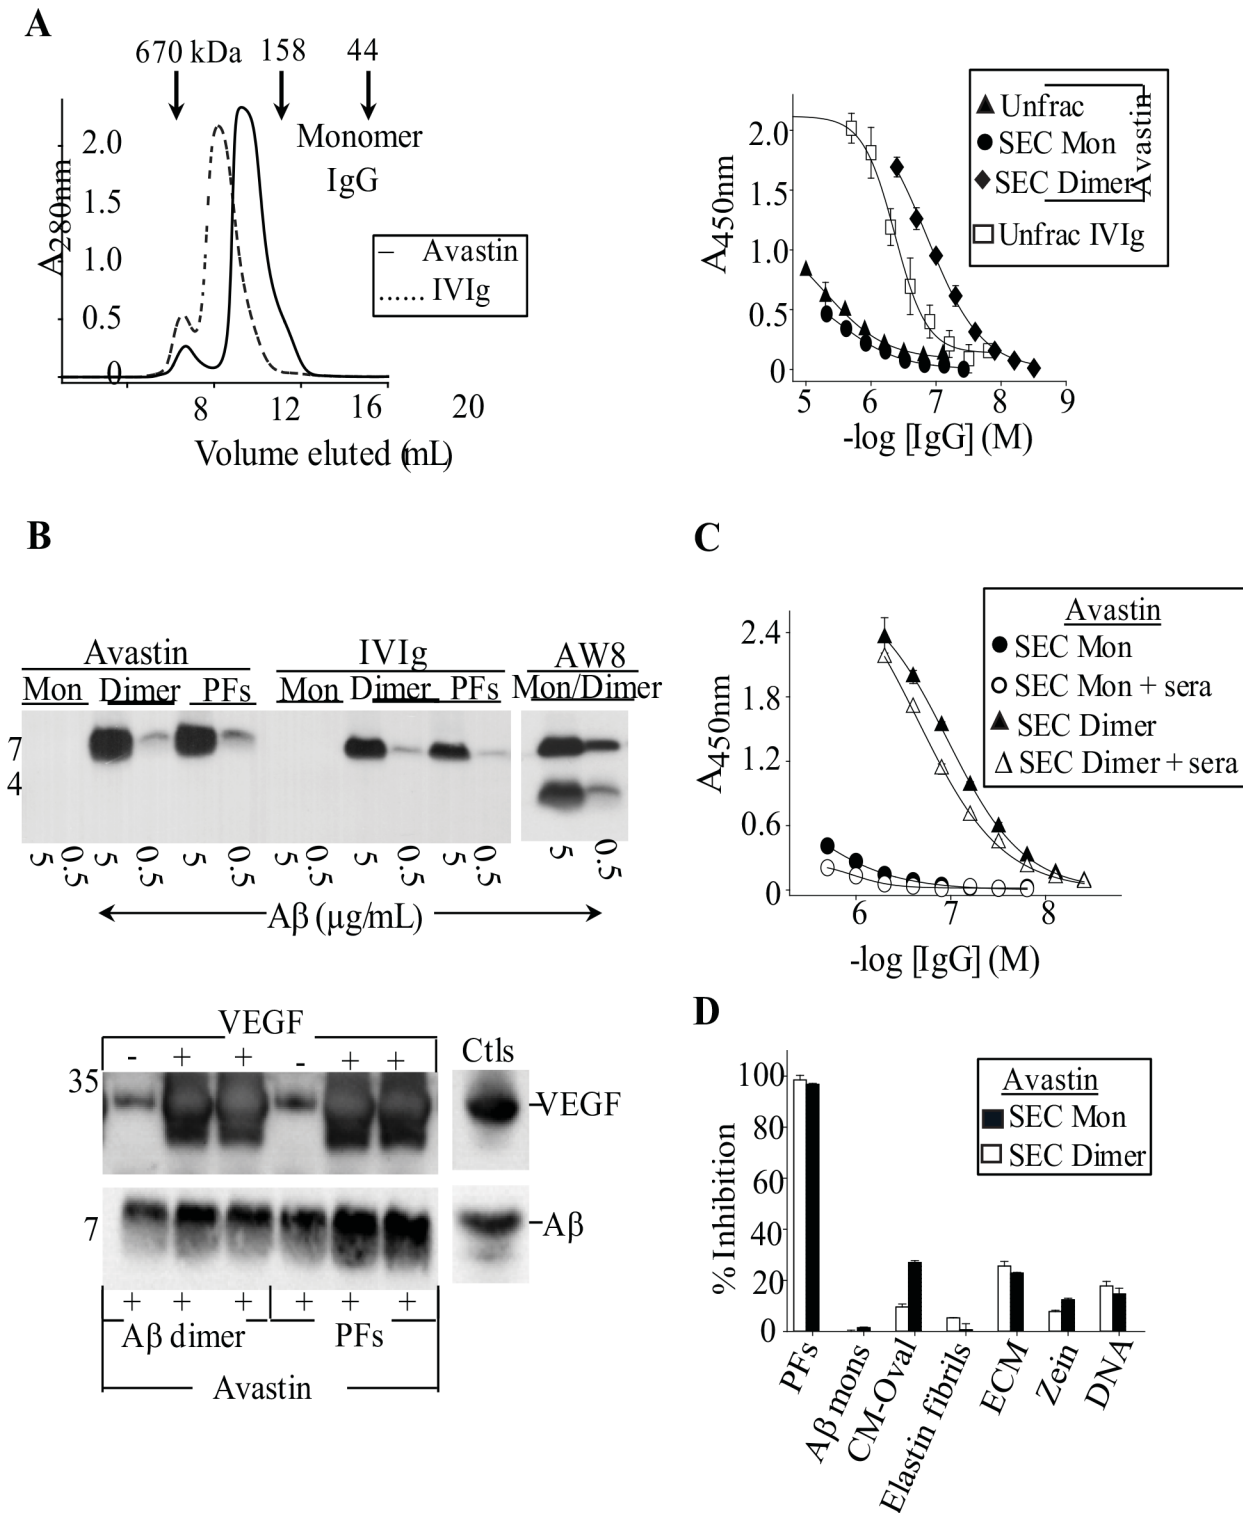 A
670 kDa 158 44
Monomer
IgG
A280nm
2.0
1.5
1.0
0.5
0
– Avastin
...... IVIg
8 12 16 20
Volume eluted (mL)
▲ Unfrac
● SEC Mon
◆ SEC Dimer
Avastin
□ Unfrac IVIg
A450nm
2.0
1.5
1.0
0.5
0
5 6 7 8 9
-log [IgG] (M)
B
Avastin IVIg AW8
Mon Dimer PFs Mon Dimer PFs Mon/Dimer
7
4
5 0.5 5 0.5 5 0.5 5 0.5 5 0.5 5 0.5 5 0.5
Aβ (µg/mL)
VEGF
- + + - + + Ctls
35
VEGF
7
Aβ
+ + + + + +
Aβ dimer PFs
Avastin
C
Avastin
● SEC Mon
○ SEC Mon + sera
▲ SEC Dimer
△ SEC Dimer + sera
A450nm
2.4
1.8
1.2
0.6
0
6 7 8
-log [IgG] (M)
D
Avastin
■ SEC Mon
□ SEC Dimer
% Inhibition
100
80
60
40
20
0
PFs
Aβ mons
CM-Oval
Elastin fibrils
ECM
Zein
DNA